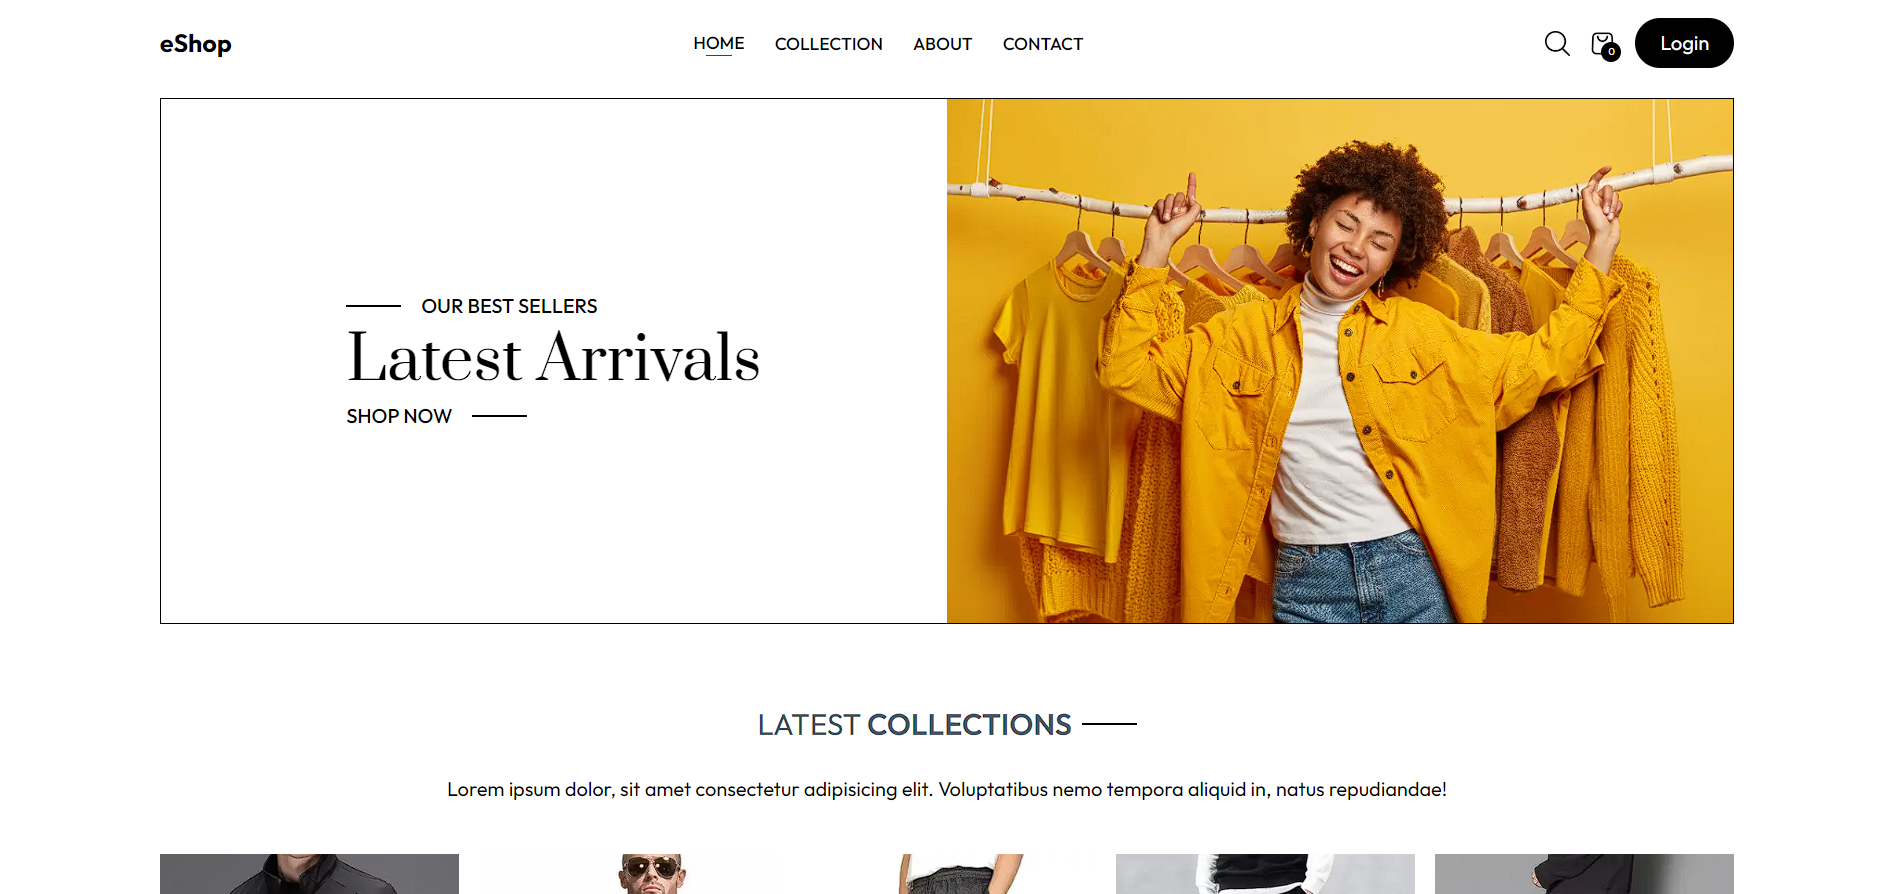 eShop
HOME COLLECTION ABOUT CONTACT
0
Login
OUR BEST SELLERS
Latest Arrivals
SHOP NOW
LATEST COLLECTIONS
Lorem ipsum dolor, sit amet consectetur adipisicing elit. Voluptatibus nemo tempora aliquid in, natus repudiandae!